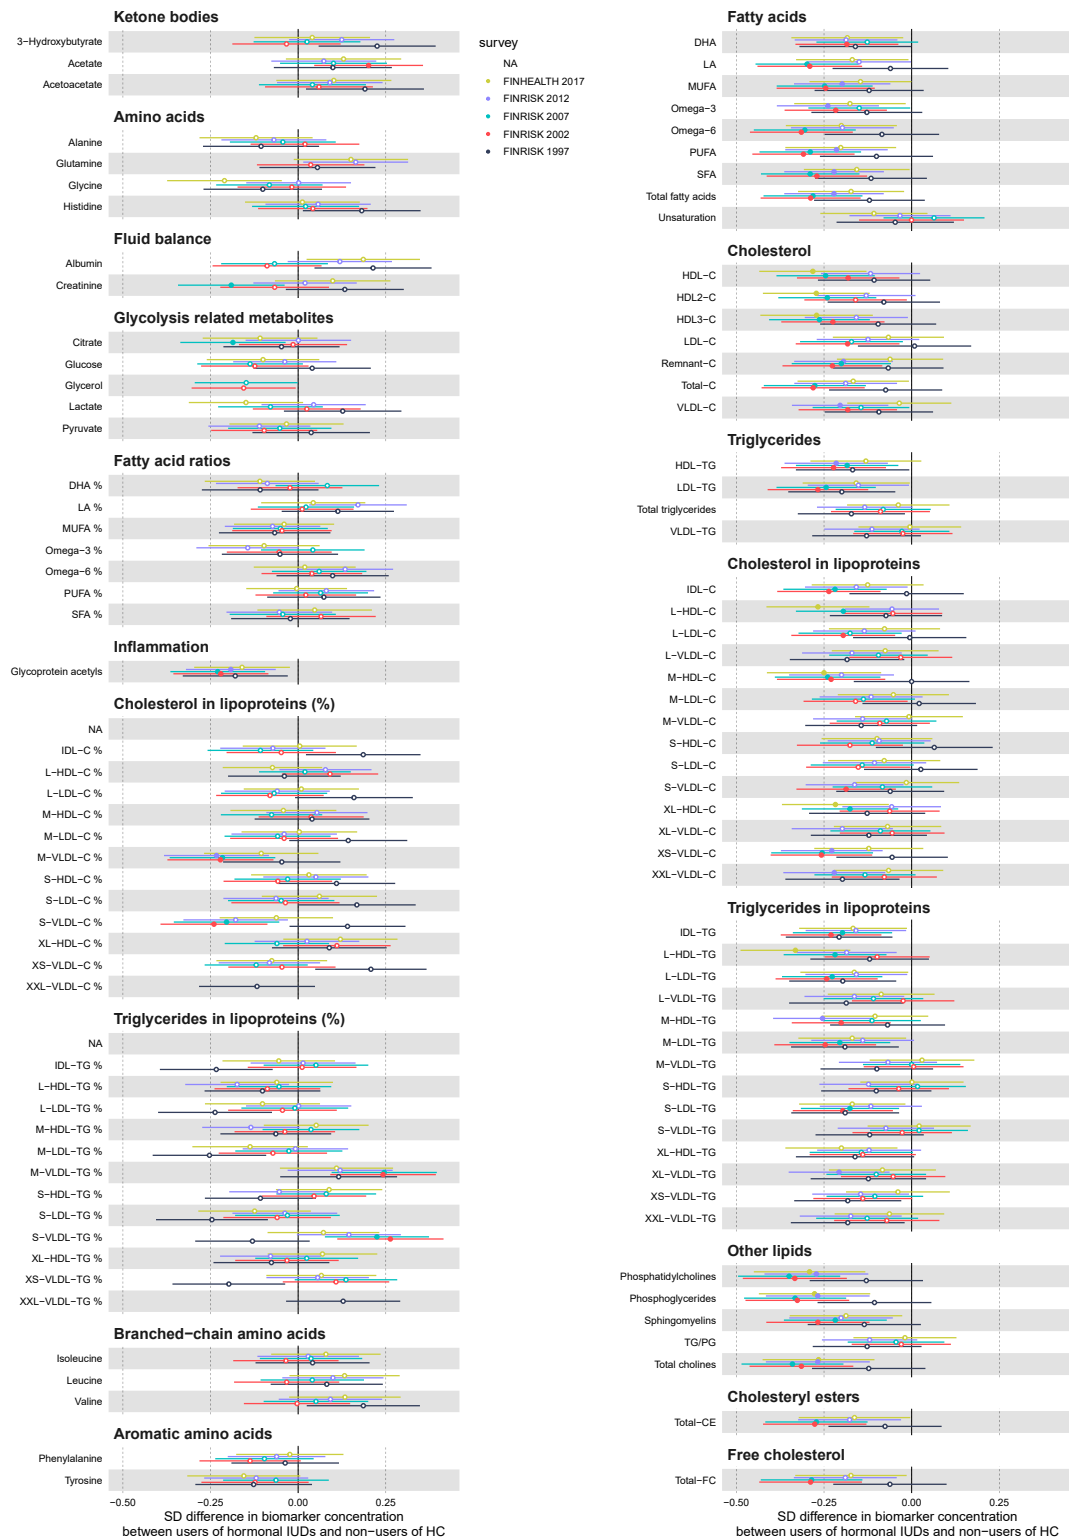 Ketone bodies
3−Hydroxybutyrate
Acetate
Acetoacetate
Amino acids
Alanine
Glutamine
Glycine
Histidine
Fluid balance
Albumin
Creatinine
Glycolysis related metabolites
Citrate
Glucose
Glycerol
Lactate
Pyruvate
Fatty acid ratios
DHA %
LA %
MUFA %
Omega−3 %
Omega−6 %
PUFA %
SFA %
Inflammation
Glycoprotein acetyls
Cholesterol in lipoproteins (%)
NA
IDL−C %
L−HDL−C %
L−LDL−C %
M−HDL−C %
M−LDL−C %
M−VLDL−C %
S−HDL−C %
S−LDL−C %
S−VLDL−C %
XL−HDL−C %
XS−VLDL−C %
XXL−VLDL−C %
Triglycerides in lipoproteins (%)
NA
IDL−TG %
L−HDL−TG %
L−LDL−TG %
M−HDL−TG %
M−LDL−TG %
M−VLDL−TG %
S−HDL−TG %
S−LDL−TG %
S−VLDL−TG %
XL−HDL−TG %
XS−VLDL−TG %
XXL−VLDL−TG %
Branched−chain amino acids
Isoleucine
Leucine
Valine
Aromatic amino acids
Phenylalanine
Tyrosine
−0.50 −0.25 0.00 0.25
SD difference in biomarker concentration
between users of hormonal IUDs and non−users of HC
survey
NA
FINHEALTH 2017
FINRISK 2012
FINRISK 2007
FINRISK 2002
FINRISK 1997
Fatty acids
DHA
LA
MUFA
Omega−3
Omega−6
PUFA
SFA
Total fatty acids
Unsaturation
Cholesterol
HDL−C
HDL2−C
HDL3−C
LDL−C
Remnant−C
Total−C
VLDL−C
Triglycerides
HDL−TG
LDL−TG
Total triglycerides
VLDL−TG
Cholesterol in lipoproteins
IDL−C
L−HDL−C
L−LDL−C
L−VLDL−C
M−HDL−C
M−LDL−C
M−VLDL−C
S−HDL−C
S−LDL−C
S−VLDL−C
XL−HDL−C
XL−VLDL−C
XS−VLDL−C
XXL−VLDL−C
Triglycerides in lipoproteins
IDL−TG
L−HDL−TG
L−LDL−TG
L−VLDL−TG
M−HDL−TG
M−LDL−TG
M−VLDL−TG
S−HDL−TG
S−LDL−TG
S−VLDL−TG
XL−HDL−TG
XL−VLDL−TG
XS−VLDL−TG
XXL−VLDL−TG
Other lipids
Phosphatidylcholines
Phosphoglycerides
Sphingomyelins
TG/PG
Total cholines
Cholesteryl esters
Total−CE
Free cholesterol
Total−FC
−0.50 −0.25 0.00 0.25
SD difference in biomarker concentration
between users of hormonal IUDs and non−users of HC